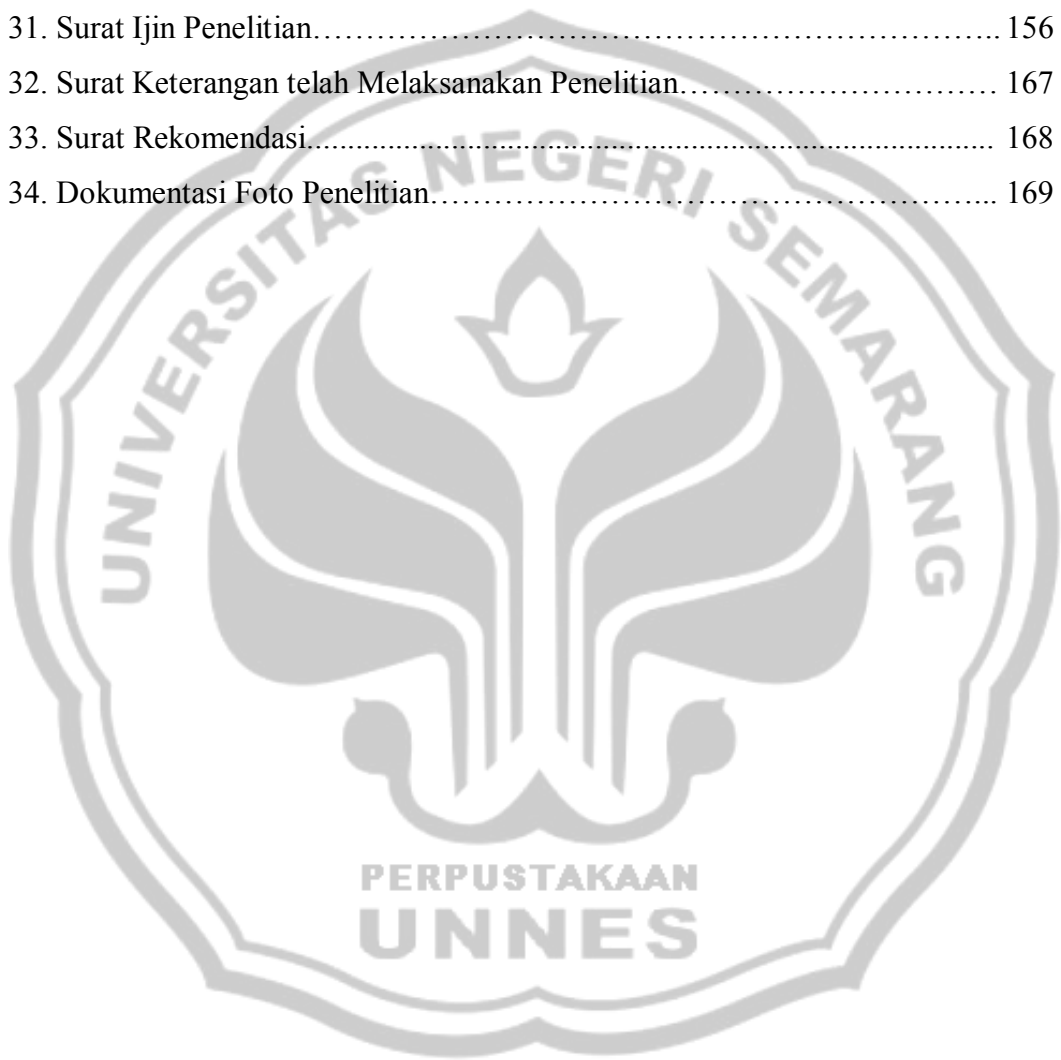 31. Surat Ijin Penelitian……………………………………………………….. 156
32. Surat Keterangan telah Melaksanakan Penelitian………………………… 167
33. Surat Rekomendasi....................................................................................... 168
34. Dokumentasi Foto Penelitian……………………………………………... 169
UNIVERSITAS NEGERI SEMARANG
PERPUSTAKAAN
UNNES